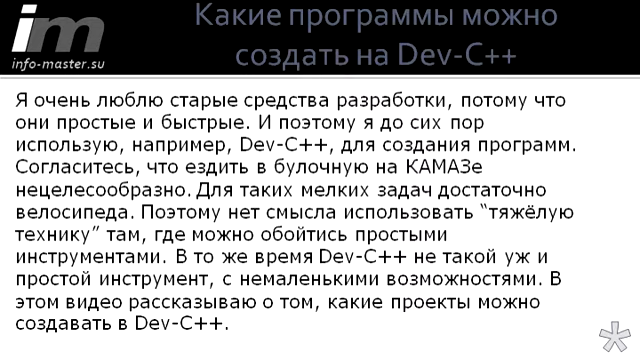 im
info-master.su
Какие программы можно
создать на Dev-C++
Я очень люблю старые средства разработки, потому что
они простые и быстрые. И поэтому я до сих пор
использую, например, Dev-C++, для создания программ.
Согласитесь, что ездить в булочную на КАМАЗе
нецелесообразно. Для таких мелких задач достаточно
велосипеда. Поэтому нет смысла использовать “тяжёлую
технику” там, где можно обойтись простыми
инструментами. В то же время Dev-C++ не такой уж и
простой инструмент, с немаленькими возможностями. В
этом видео рассказываю о том, какие проекты можно
создавать в Dev-C++.